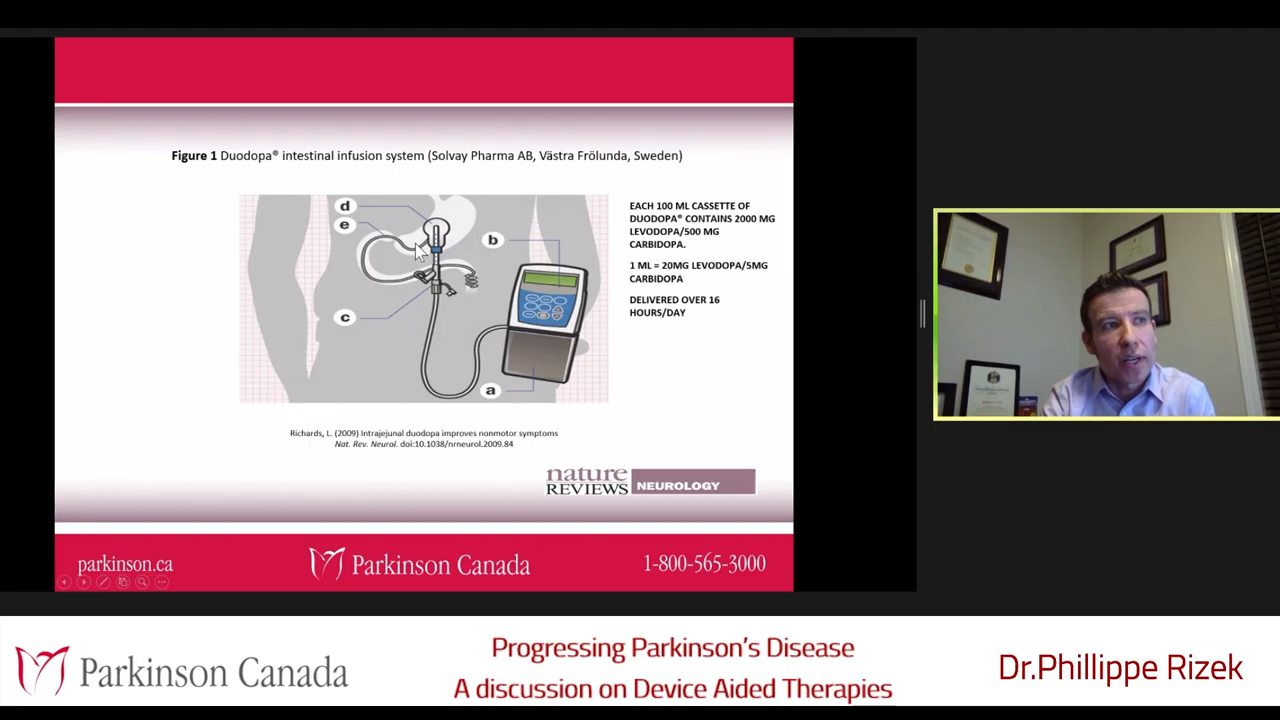 Figure 1 Duodopa® intestinal infusion system (Solvay Pharma AB, Västra Frölunda, Sweden)
d
e
b
c
a
EACH 100 ML CASSETTE OF
DUODOPA® CONTAINS 2000 MG
LEVODOPA/500 MG
CARBIDOPA.
1 ML = 20MG LEVODOPA/5MG
CARBIDOPA
DELIVERED OVER 16
HOURS/DAY
Richards, L. (2009) Intrajejunal duodopa improves nonmotor symptoms
Nat. Rev. Neurol. doi:10.1038/nrneurol.2009.84
nature
REVIEWS NEUROLOGY
parkinson.ca
Parkinson Canada
1-800-565-3000
Parkinson Canada
Progressing Parkinson's Disease
A discussion on Device Aided Therapies
Dr.Phillippe Rizek